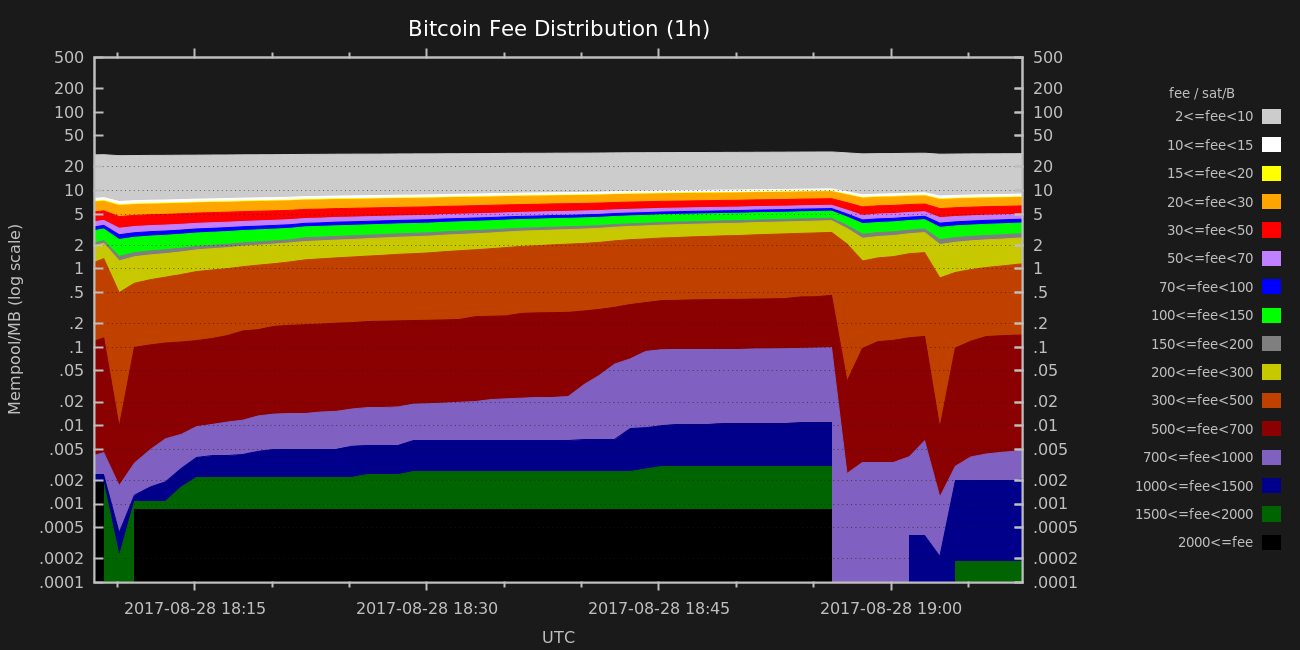 Bitcoin Fee Distribution (1h)
500
200
100
50
20
10
5
2
1
.5
.2
.1
.05
.02
.01
.005
.002
.001
.0005
.0002
.0001
Mempool/MB (log scale)
500
200
100
50
20
10
5
2
1
.5
.2
.1
.05
.02
.01
.005
.002
.001
.0005
.0002
.0001
2017-08-28 18:15
2017-08-28 18:30
2017-08-28 18:45
2017-08-28 19:00
UTC
fee / sat/B
2<=fee<10
10<=fee<15
15<=fee<20
20<=fee<30
30<=fee<50
50<=fee<70
70<=fee<100
100<=fee<150
150<=fee<200
200<=fee<300
300<=fee<500
500<=fee<700
700<=fee<1000
1000<=fee<1500
1500<=fee<2000
2000<=fee